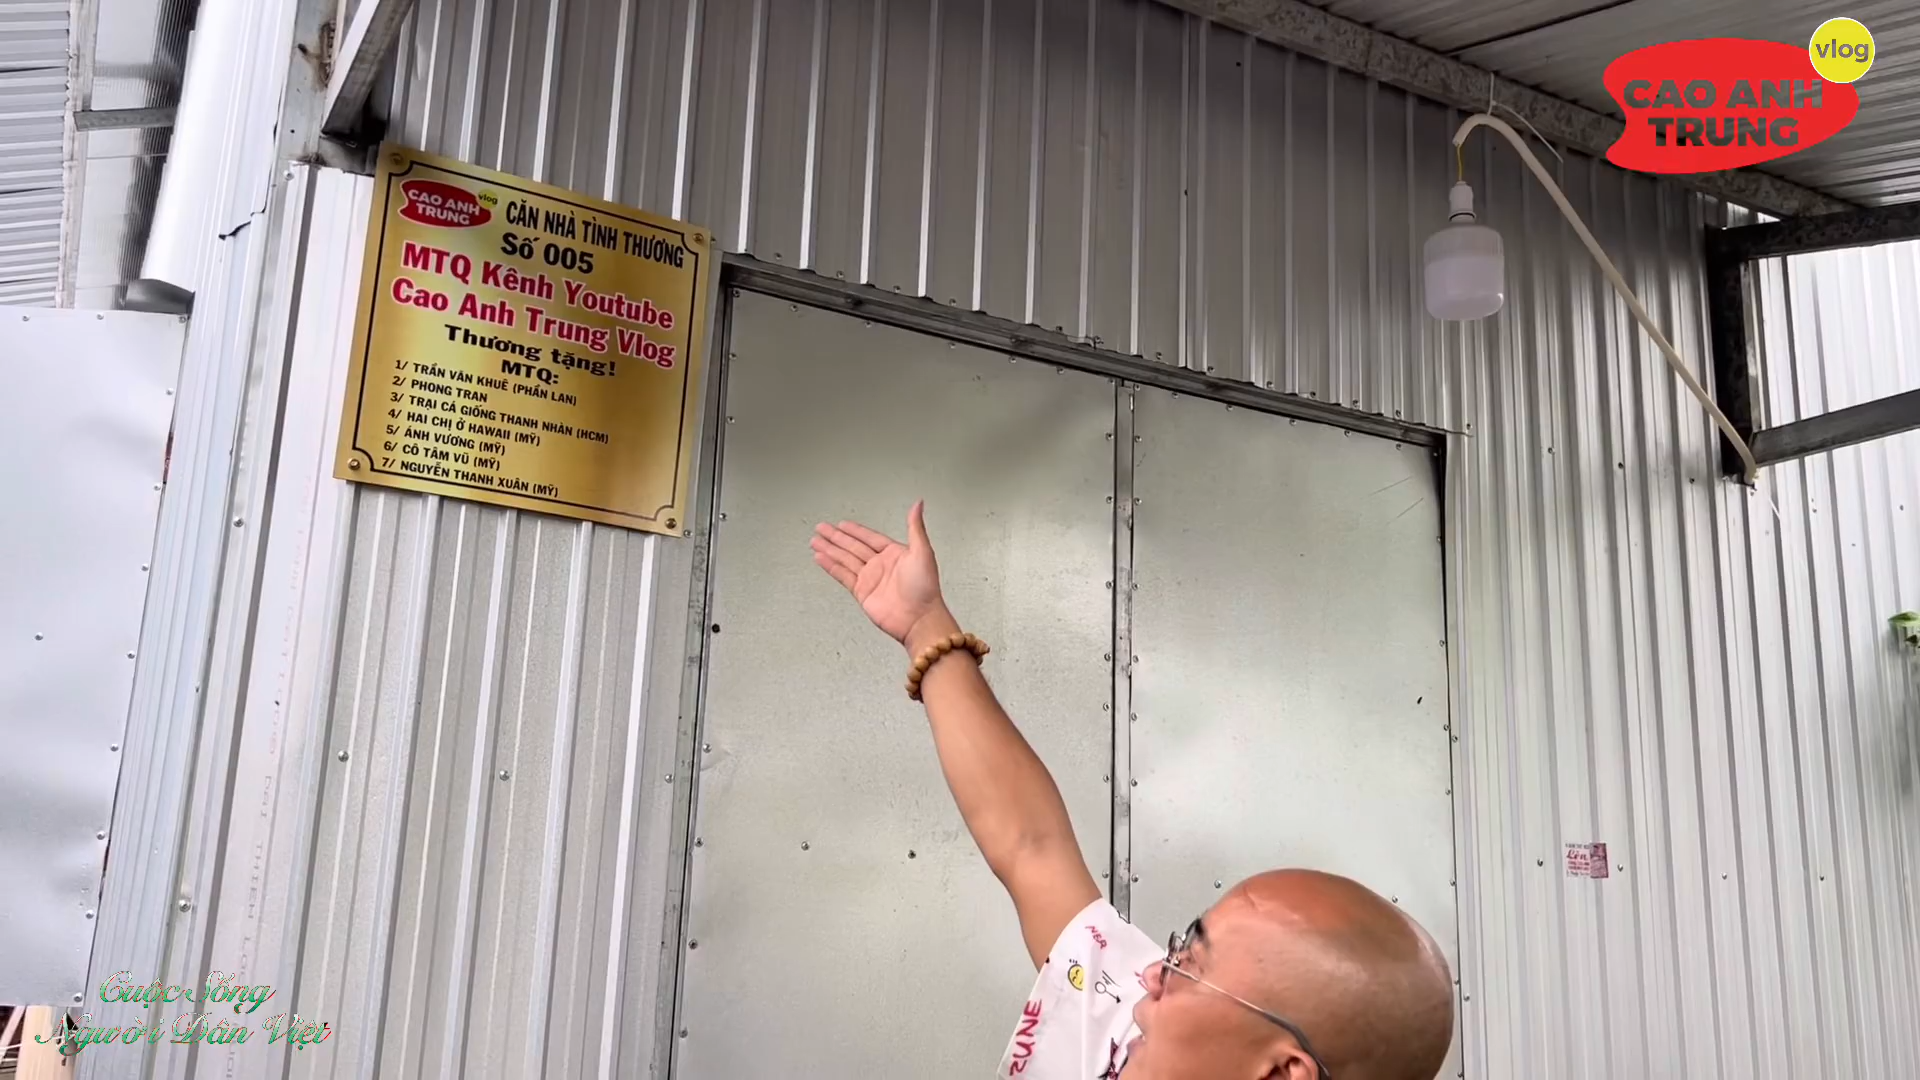 CAO ANH
TRUNG
vlog
CĂN NHÀ TÌNH THƯƠNG
Số 005
MTQ Kênh Youtube
Cao Anh Trung Vlog
Thương tặng!
MTQ:
1/ TRẦN VĂN KHUÊ (PHẦN LAN)
2/ PHONG TRAN
3/ TRẠI CÁ GIỐNG THANH NHÀN (HCM)
4/ HAI CHỊ Ở HAWAII (MỸ)
5/ ÁNH VƯƠNG (MỸ)
6/ CÔ TÂM VŨ (MỸ)
7/ NGUYỄN THANH XUÂN (MỸ)
vlog
CAO ANH
TRUNG
NER
ZUNE
Cuộc Sống
Người Dân Việt